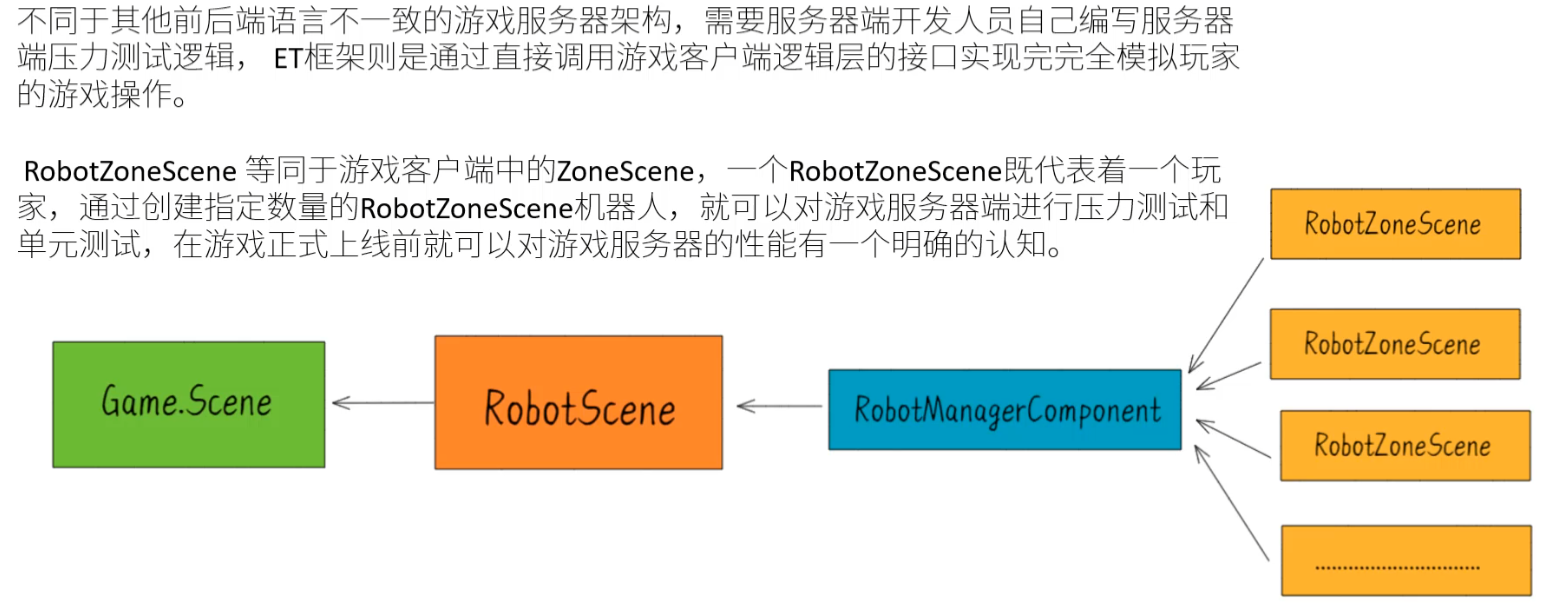 不同于其他前后端语言不一致的游戏服务器架构，需要服务器端开发人员自己编写服务器
端压力测试逻辑， ET框架则是通过直接调用游戏客户端逻辑层的接口实现完完全模拟玩家
的游戏操作。
RobotZoneScene 等同于游戏客户端中的ZoneScene，一个RobotZoneScene既代表着一个玩
家，通过创建指定数量的RobotZoneScene机器人，就可以对游戏服务器端进行压力测试和
单元测试，在游戏正式上线前就可以对游戏服务器的性能有一个明确的认知。
Game.Scene
RobotScene
RobotManagerComponent
RobotZoneScene
RobotZoneScene
RobotZoneScene
..............................